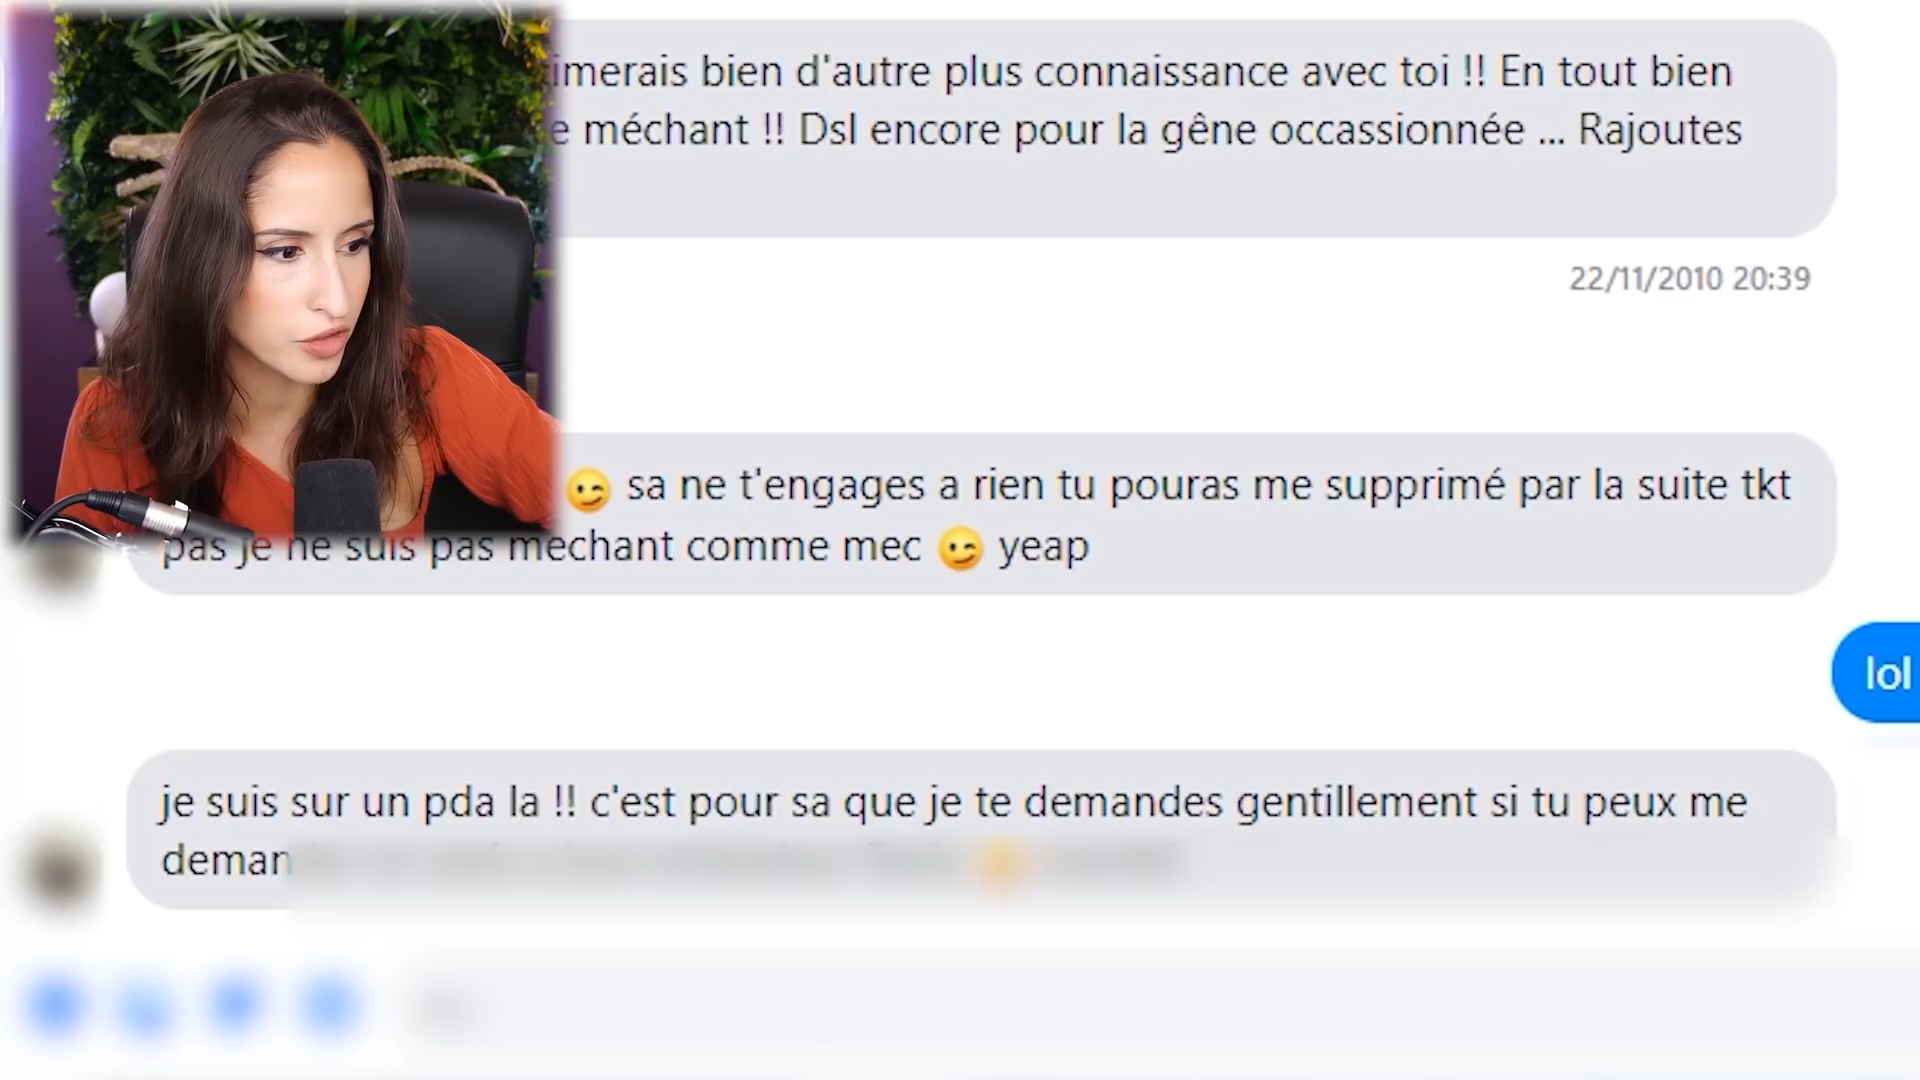 bien d'autre plus connaissance avec toi !! En tout bien
méchant !! Dsl encore pour la gêne occassionnée ... Rajoutes
22/11/2010 20:39
😉 sa ne t'engages a rien tu pouras me supprimé par la suite tkt
pas je ne suis pas méchant comme mec 😉 yeap
lol
je suis sur un pda la !! c'est pour sa que je te demandes gentillement si tu peux me